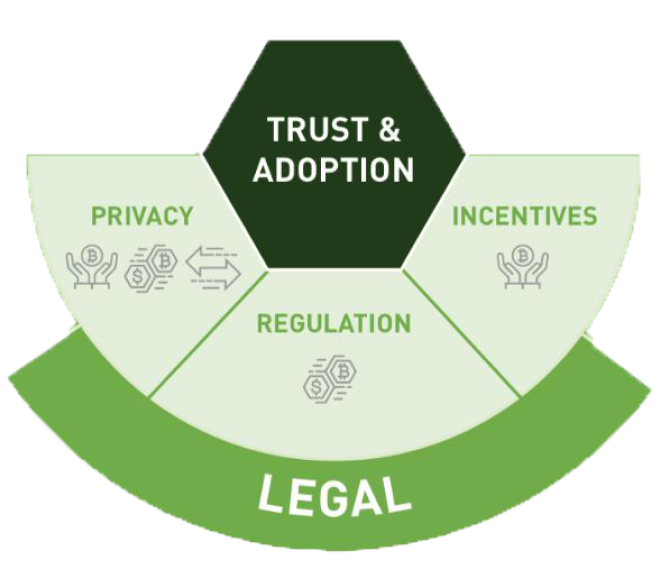 TRUST &
ADOPTION
PRIVACY
INCENTIVES
REGULATION
LEGAL